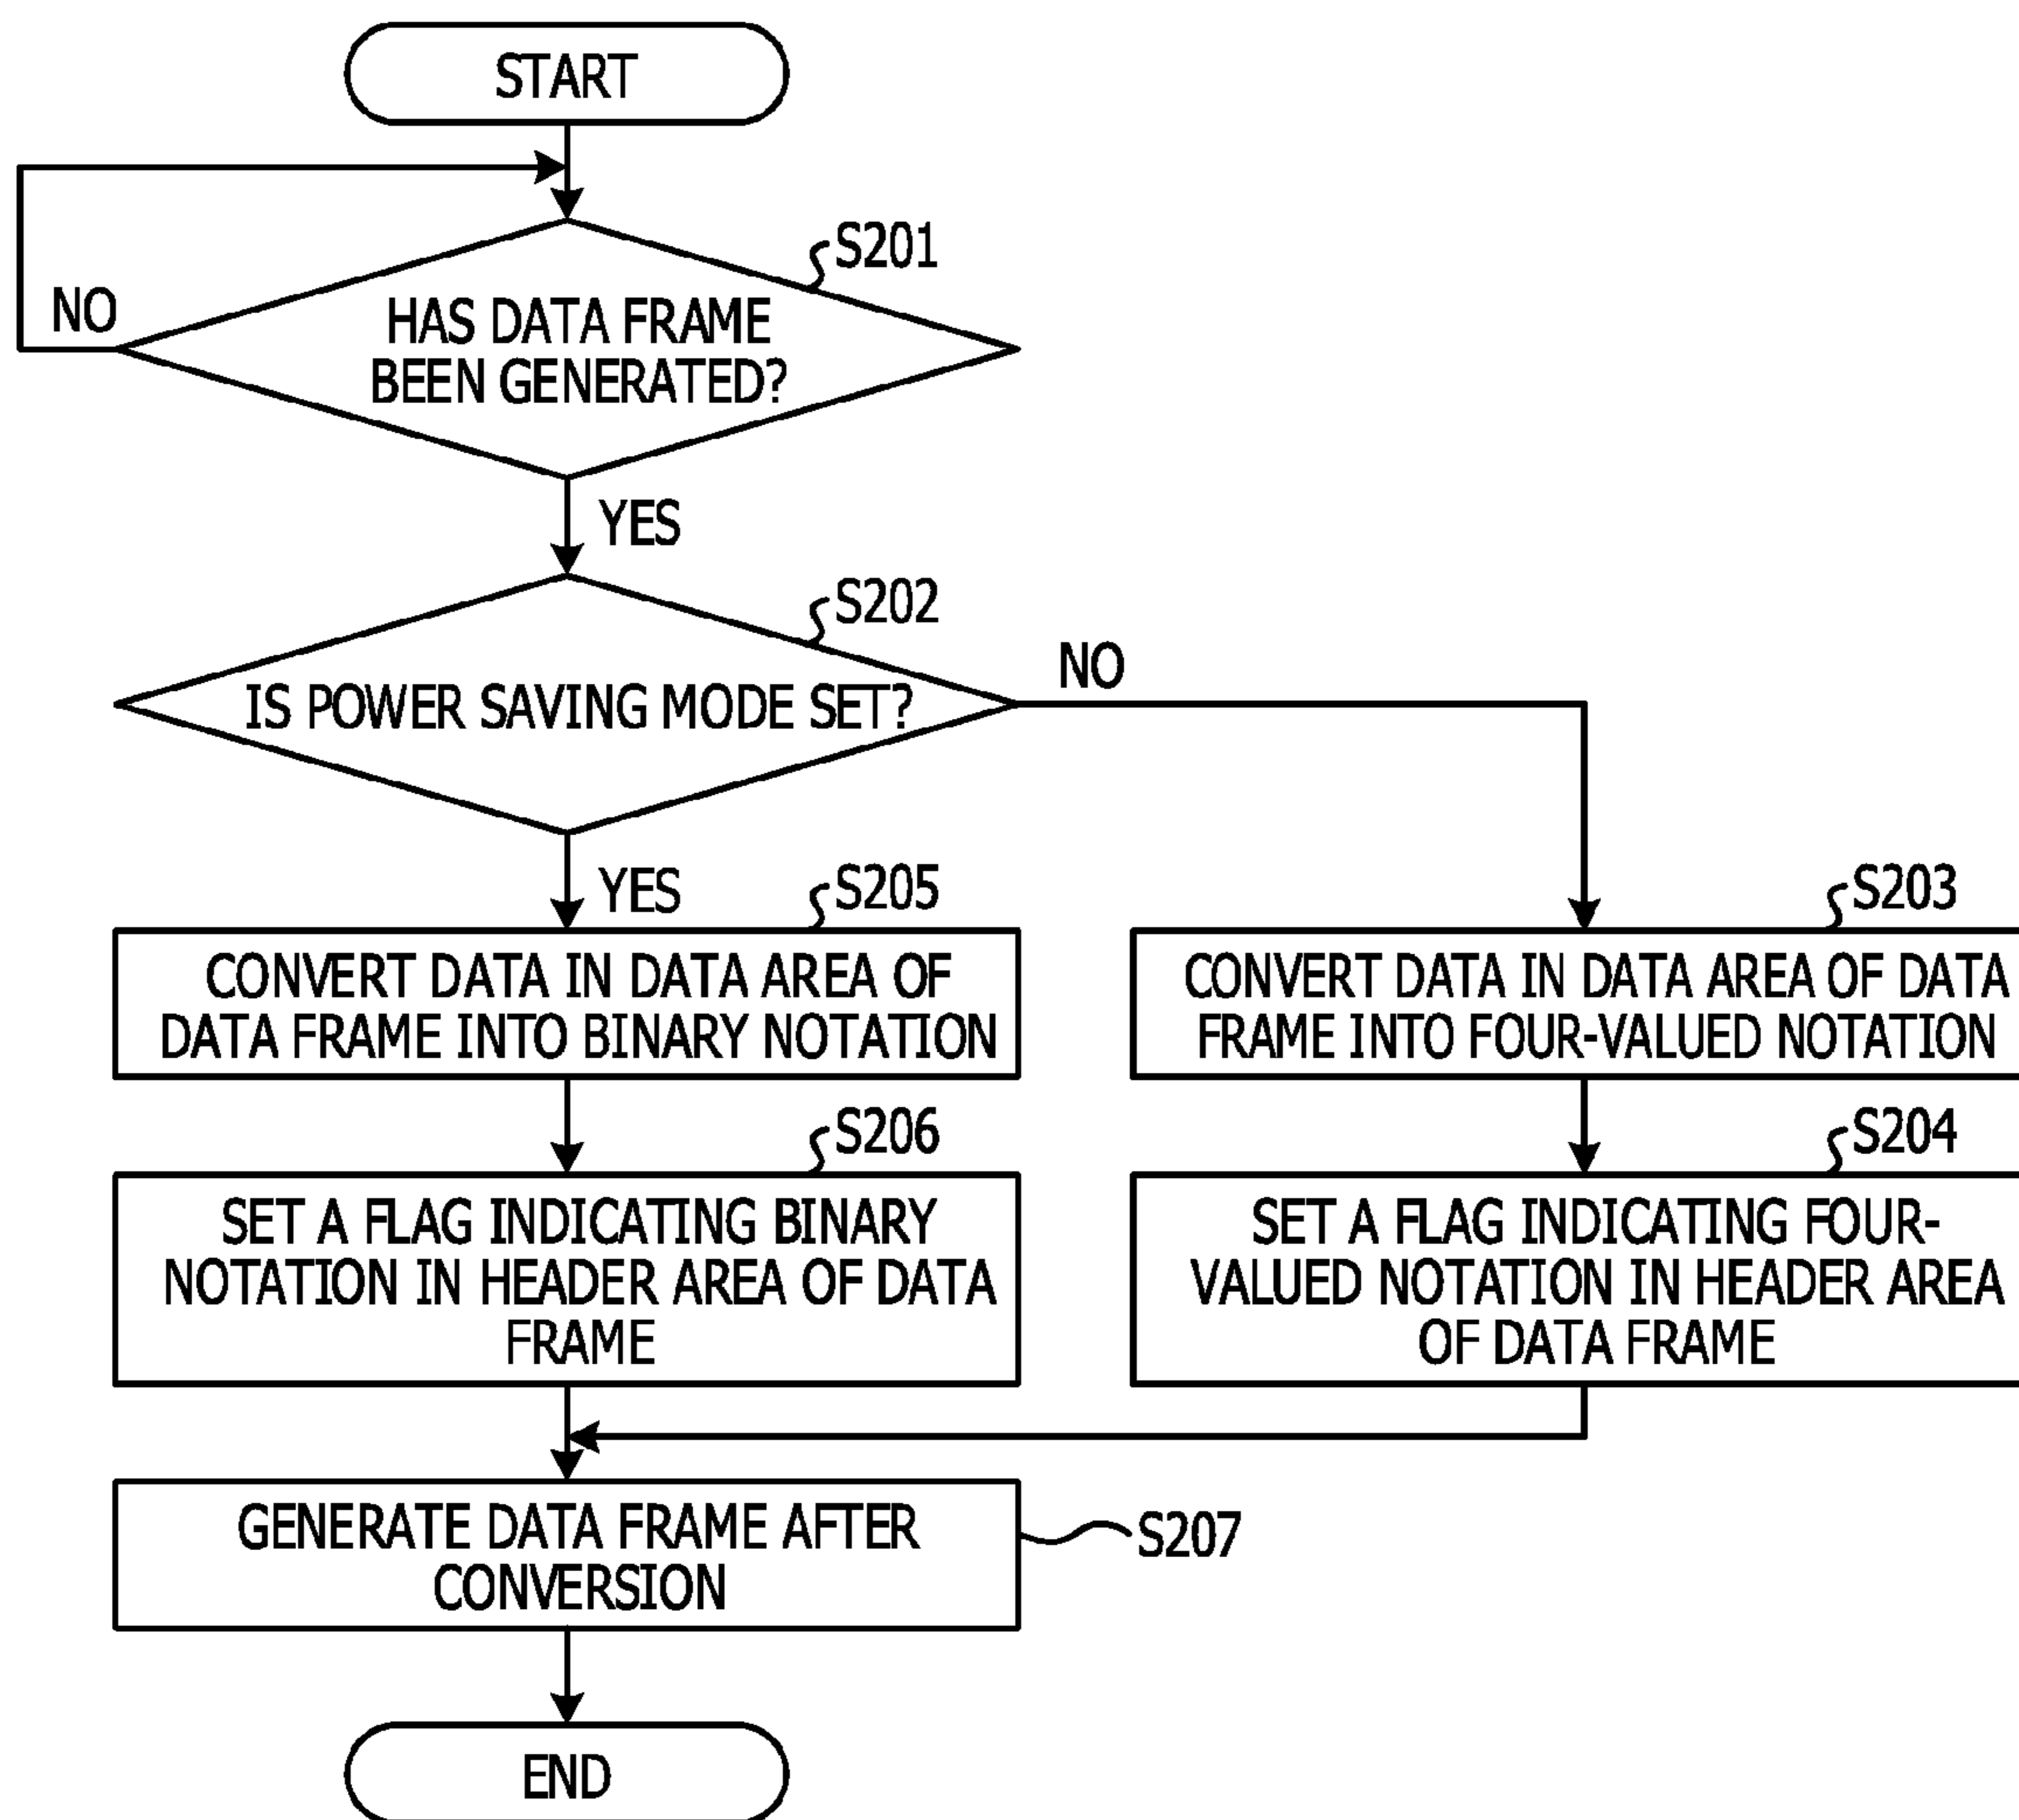 START
S201
NO
HAS DATA FRAME
BEEN GENERATED?
YES
S202
NO
IS POWER SAVING MODE SET?
YES
S205
S203
CONVERT DATA IN DATA AREA OF
DATA FRAME INTO BINARY NOTATION
CONVERT DATA IN DATA AREA OF DATA
FRAME INTO FOUR-VALUED NOTATION
S206
S204
SET A FLAG INDICATING BINARY
NOTATION IN HEADER AREA OF DATA
FRAME
SET A FLAG INDICATING FOUR-
VALUED NOTATION IN HEADER AREA
OF DATA FRAME
GENERATE DATA FRAME AFTER
CONVERSION
S207
END